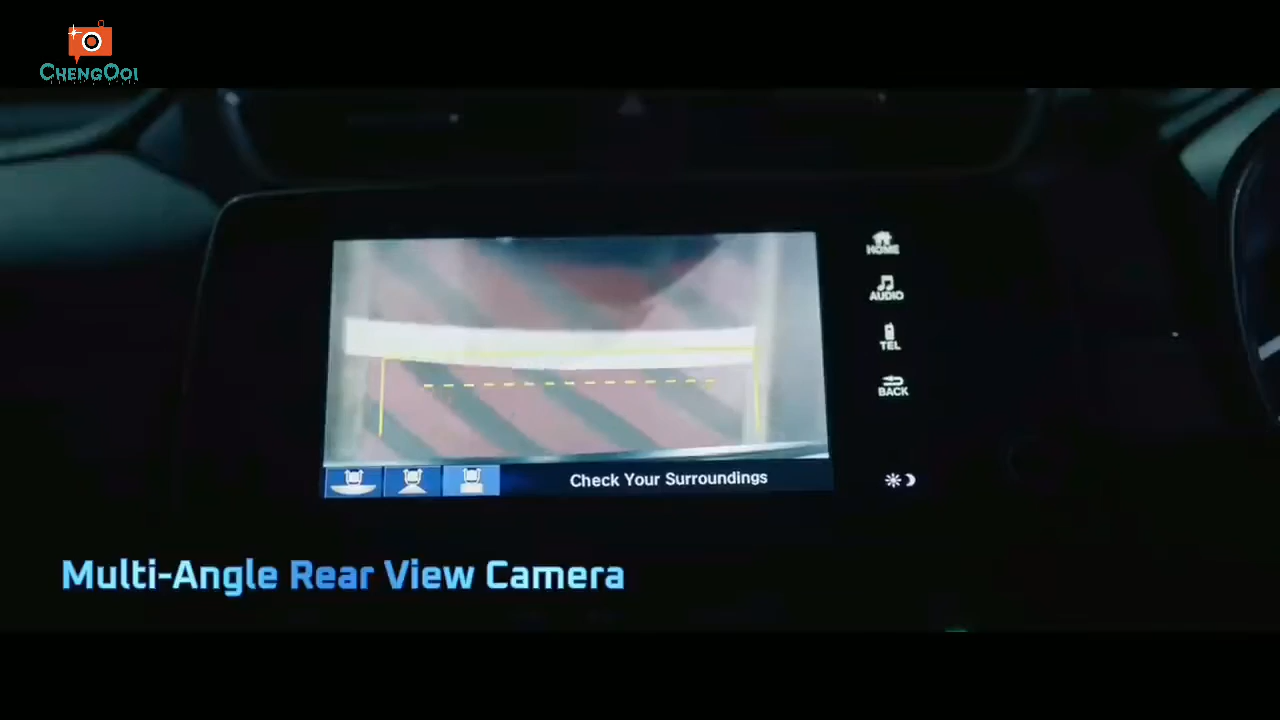 CHENGOOI
HOME
AUDIO
TEL
BACK
Check Your Surroundings
Multi-Angle Rear View Camera